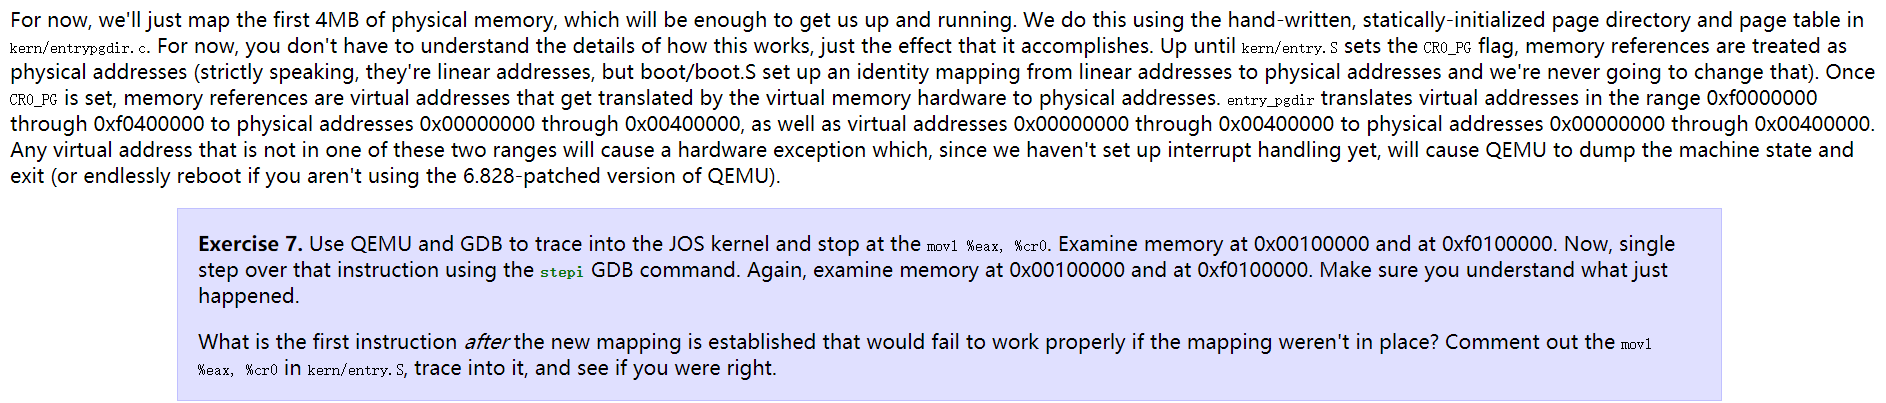 For now, we'll just map the first 4MB of physical memory, which will be enough to get us up and running. We do this using the hand-written, statically-initialized page directory and page table in
kern/entrypgdir.c. For now, you don't have to understand the details of how this works, just the effect that it accomplishes. Up until kern/entry.S sets the CR0_PG flag, memory references are treated as
physical addresses (strictly speaking, they're linear addresses, but boot/boot.S set up an identity mapping from linear addresses to physical addresses and we're never going to change that). Once
CR0_PG is set, memory references are virtual addresses that get translated by the virtual memory hardware to physical addresses. entry_pgdir translates virtual addresses in the range 0xf0000000
through 0xf0400000 to physical addresses 0x00000000 through 0x00400000, as well as virtual addresses 0x00000000 through 0x00400000 to physical addresses 0x00000000 through 0x00400000.
Any virtual address that is not in one of these two ranges will cause a hardware exception which, since we haven't set up interrupt handling yet, will cause QEMU to dump the machine state and
exit (or endlessly reboot if you aren't using the 6.828-patched version of QEMU).
Exercise 7. Use QEMU and GDB to trace into the JOS kernel and stop at the movl %eax, %cr0. Examine memory at 0x00100000 and at 0xf0100000. Now, single
step over that instruction using the stepi GDB command. Again, examine memory at 0x00100000 and at 0xf0100000. Make sure you understand what just
happened.
What is the first instruction after the new mapping is established that would fail to work properly if the mapping weren't in place? Comment out the movl
%eax, %cr0 in kern/entry.S, trace into it, and see if you were right.